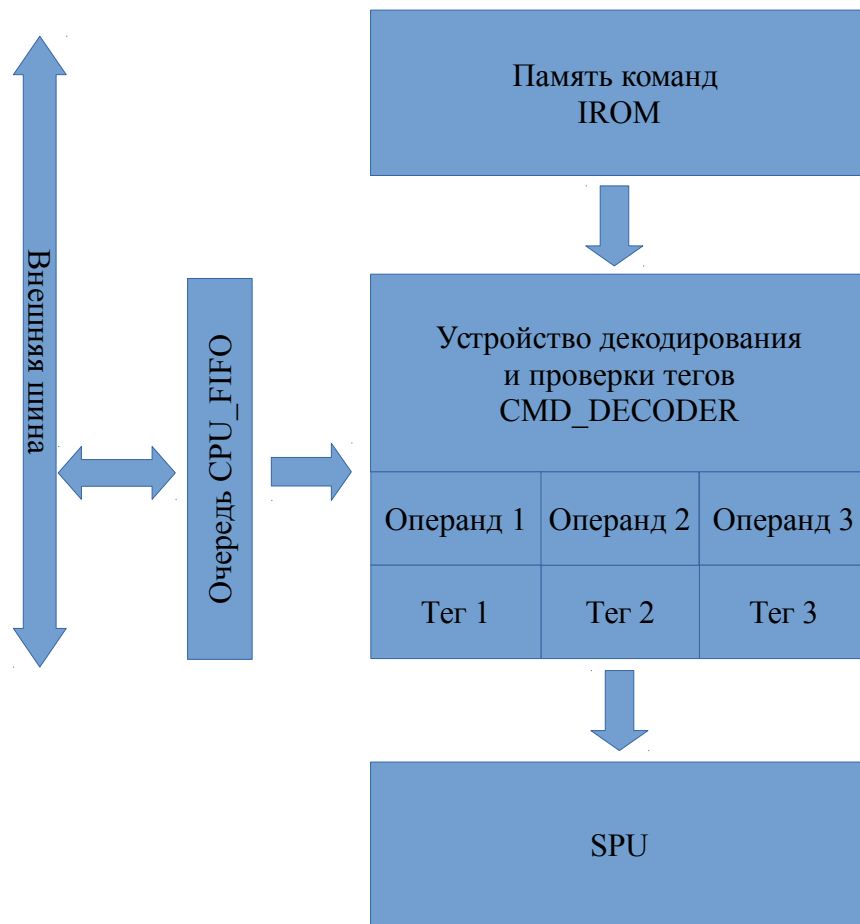 Память команд
IROM
Внешняя шина
Очередь CPU_FIFO
Устройство декодирования
и проверки тегов
CMD_DECODER
Операнд 1
Операнд 2
Операнд 3
Тег 1
Тег 2
Тег 3
SPU